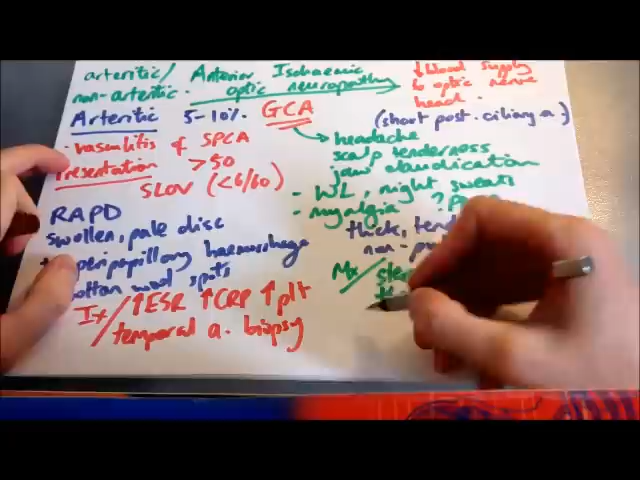 arteritic/
non-arteritic.
Anterior Ischaemic
optic neuropathy
↓blood supply
to optic nerve
head.
(short post. ciliary a)
Arteritic 5-10% GCA
· vasculitis of SPCA
Presentation >50
SLOV (<6/60)
headache
scalp tenderness
jaw claudication
- WL, night sweats
- myalgia ?
RAPD
swollen, pale disc
peripapillary haemorrhage
cotton wool spots
thick,
non-
Ix/ ↑ESR ↑CRP ↑plt
temporal a. biopsy
Mx/